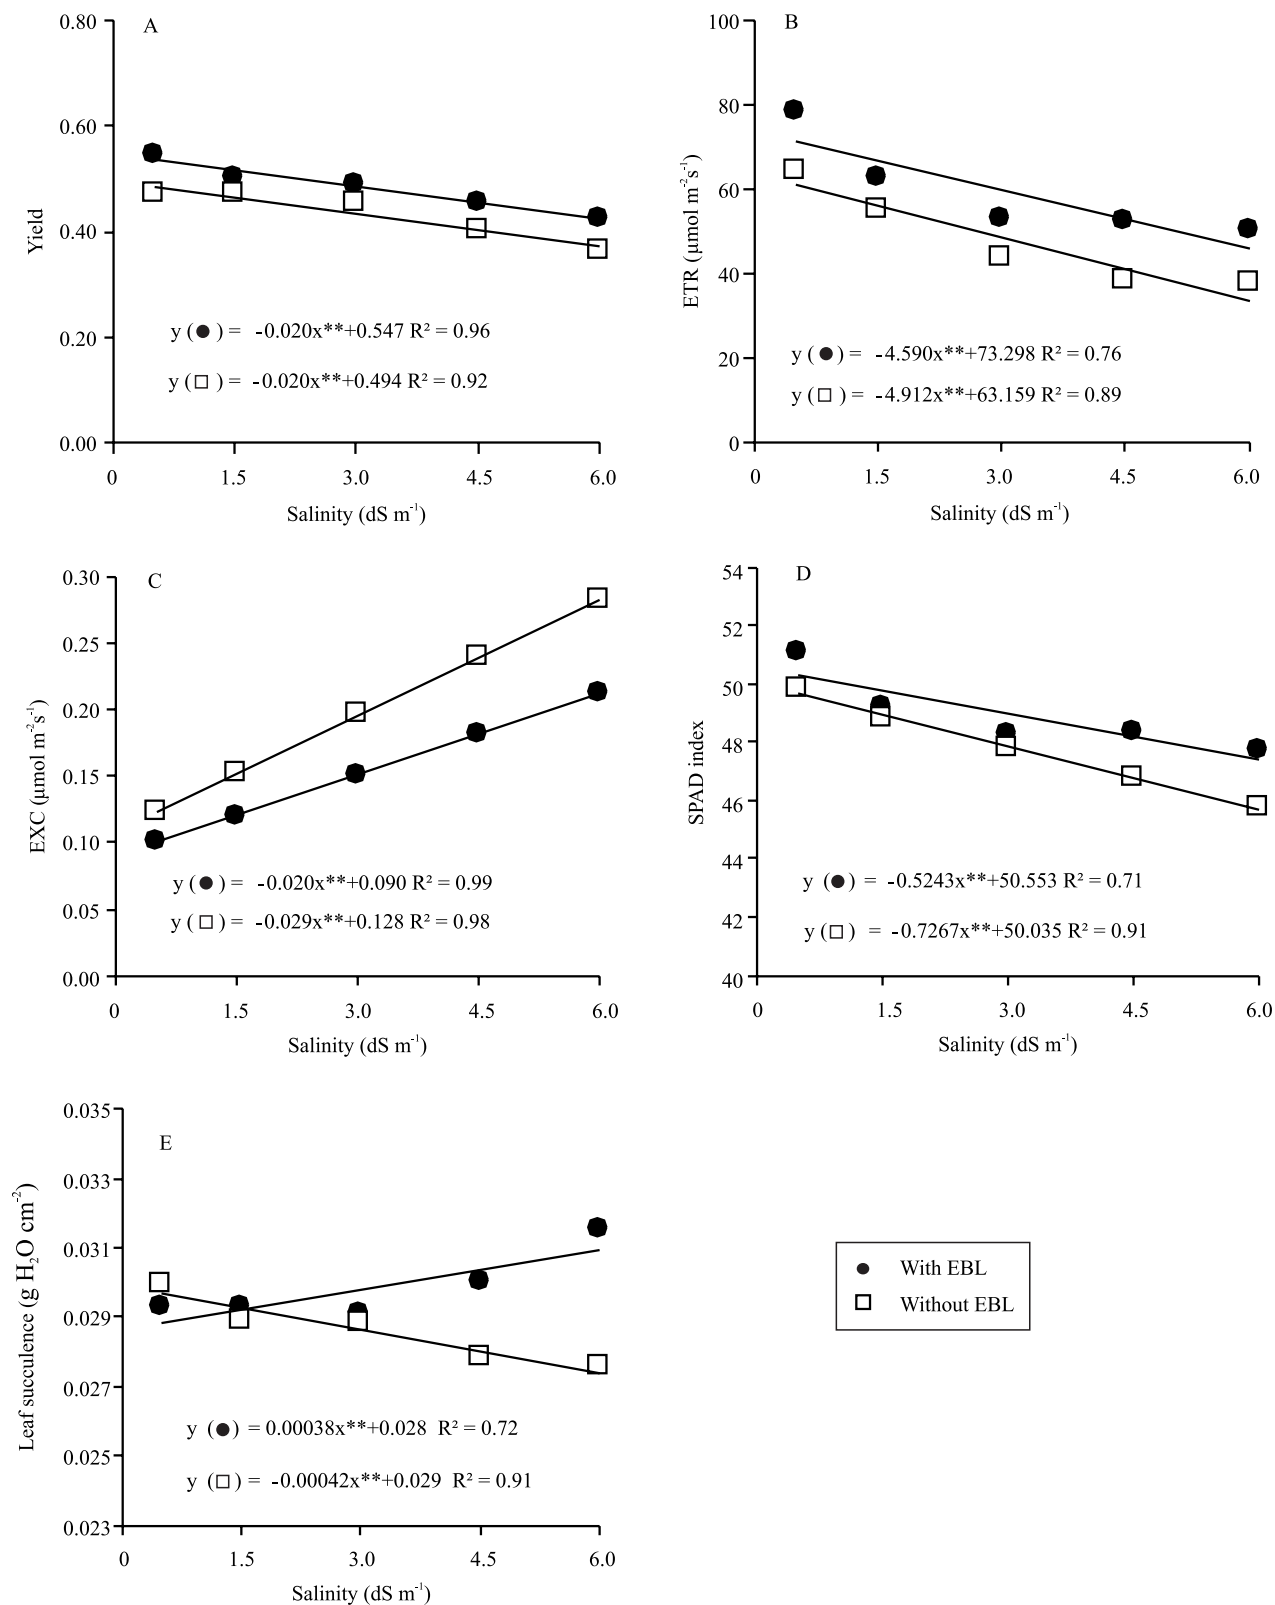 A
0.80
0.60
0.40
0.20
0.00
Yield
y (●) = -0.020x**+0.547 R² = 0.96
y (□) = -0.020x**+0.494 R² = 0.92
0 1.5 3.0 4.5 6.0
Salinity (dS m⁻¹)
B
100
80
60
40
20
0
ETR (µmol m⁻²s⁻¹)
y (●) = -4.590x**+73.298 R² = 0.76
y (□) = -4.912x**+63.159 R² = 0.89
0 1.5 3.0 4.5 6.0
Salinity (dS m⁻¹)
C
0.30
0.25
0.20
0.15
0.10
0.05
0.00
EXC (µmol m⁻²s⁻¹)
y (●) = -0.020x**+0.090 R² = 0.99
y (□) = -0.029x**+0.128 R² = 0.98
0 1.5 3.0 4.5 6.0
Salinity (dS m⁻¹)
D
54
52
50
48
46
44
42
40
SPAD index
y (●) = -0.5243x**+50.553 R² = 0.71
y (□) = -0.7267x**+50.035 R² = 0.91
0 1.5 3.0 4.5 6.0
Salinity (dS m⁻¹)
E
0.035
0.033
0.031
0.029
0.027
0.025
0.023
Leaf succulence (g H₂O cm⁻²)
y (●) = 0.00038x**+0.028 R² = 0.72
y (□) = -0.00042x**+0.029 R² = 0.91
0 1.5 3.0 4.5 6.0
Salinity (dS m⁻¹)
With EBL
Without EBL